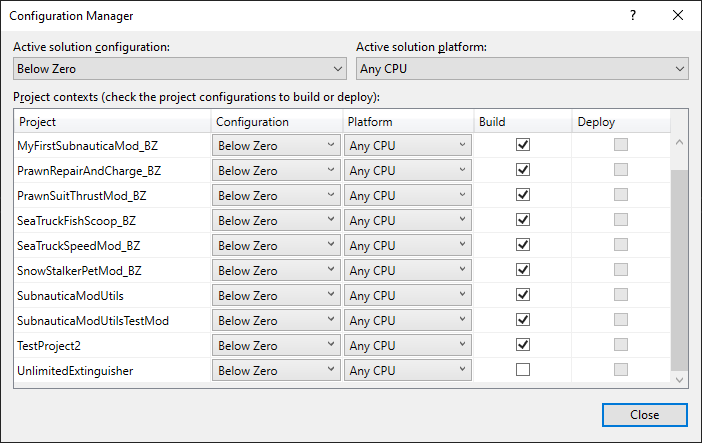 Configuration Manager
Active solution configuration: Active solution platform:
Below Zero Any CPU
Project contexts (check the project configurations to build or deploy):
Project Configuration Platform Build Deploy
MyFirstSubnauticaMod_BZ Below Zero Any CPU
PrawnRepairAndCharge_BZ Below Zero Any CPU
PrawnSuitThrustMod_BZ Below Zero Any CPU
SeaTruckFishScoop_BZ Below Zero Any CPU
SeaTruckSpeedMod_BZ Below Zero Any CPU
SnowStalkerPetMod_BZ Below Zero Any CPU
SubnauticaModUtils Below Zero Any CPU
SubnauticaModUtilsTestMod Below Zero Any CPU
TestProject2 Below Zero Any CPU
UnlimitedExtinguisher Below Zero Any CPU
Close